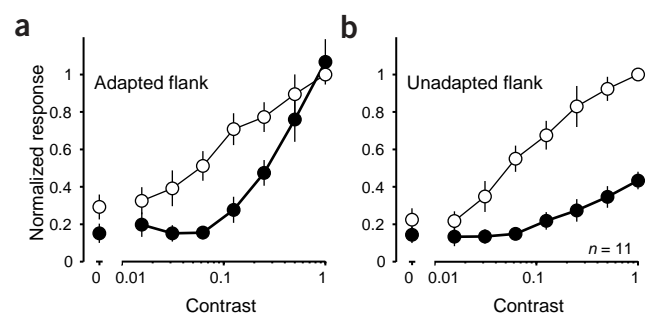 a
b
Normalized response
Adapted flank
1
0.8
0.6
0.4
0.2
0
0
0.01
0.1
1
Contrast
Unadapted flank
1
0.8
0.6
0.4
0.2
0
n = 11
0
0.01
0.1
1
Contrast